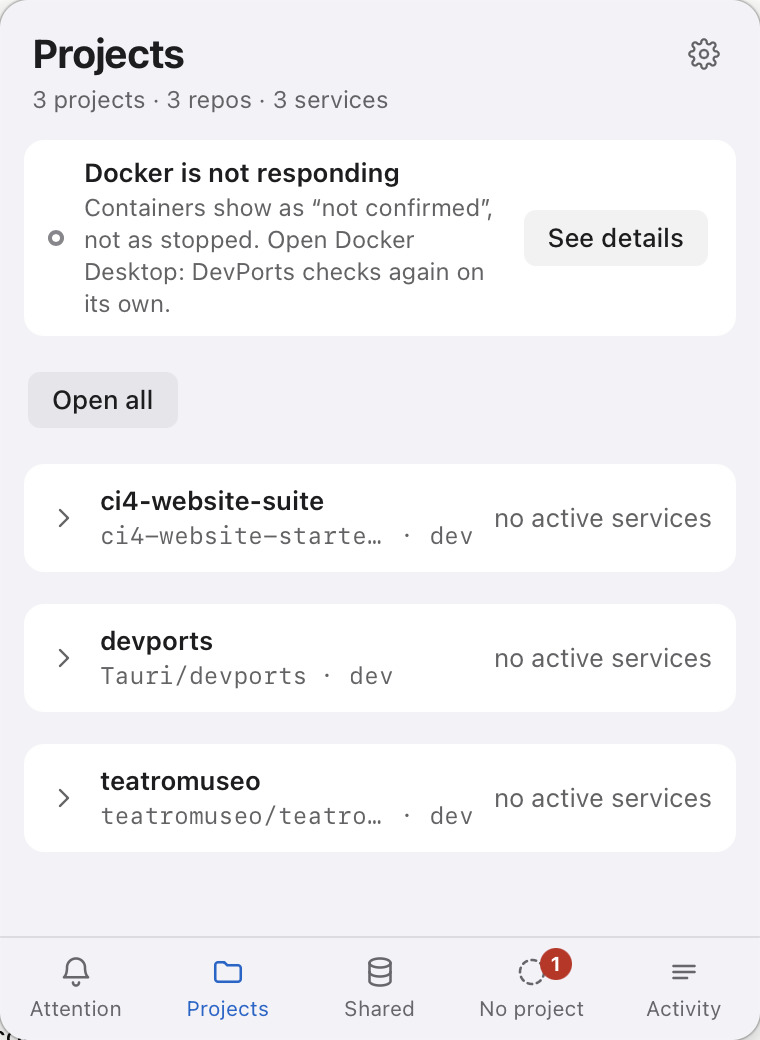 Projects
3 projects · 3 repos · 3 services
Docker is not responding
Containers show as “not confirmed”,
not as stopped. Open Docker
Desktop: DevPorts checks again on
its own.
See details
Open all
ci4-website-suite
ci4-website-starte… · dev
no active services
devports
Tauri/devports · dev
no active services
teatromuseo
teatromuseo/teatro… · dev
no active services
1
Attention
Projects
Shared
No project
Activity